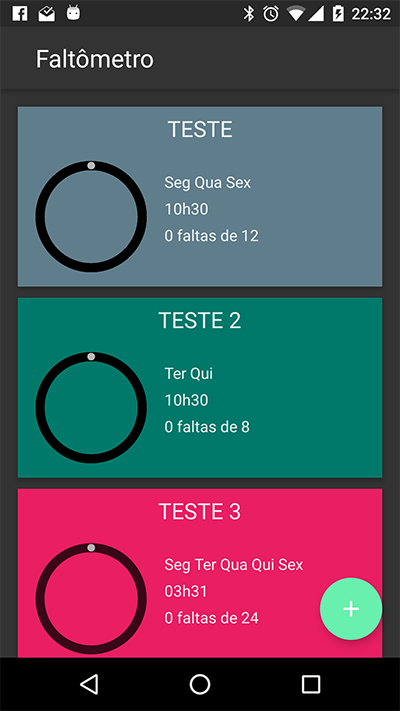 22:32
Faltômetro
TESTE
Seg Qua Sex
10h30
0 faltas de 12
TESTE 2
Ter Qui
10h30
0 faltas de 8
TESTE 3
Seg Ter Qua Qui Sex
03h31
0 faltas de 24
+